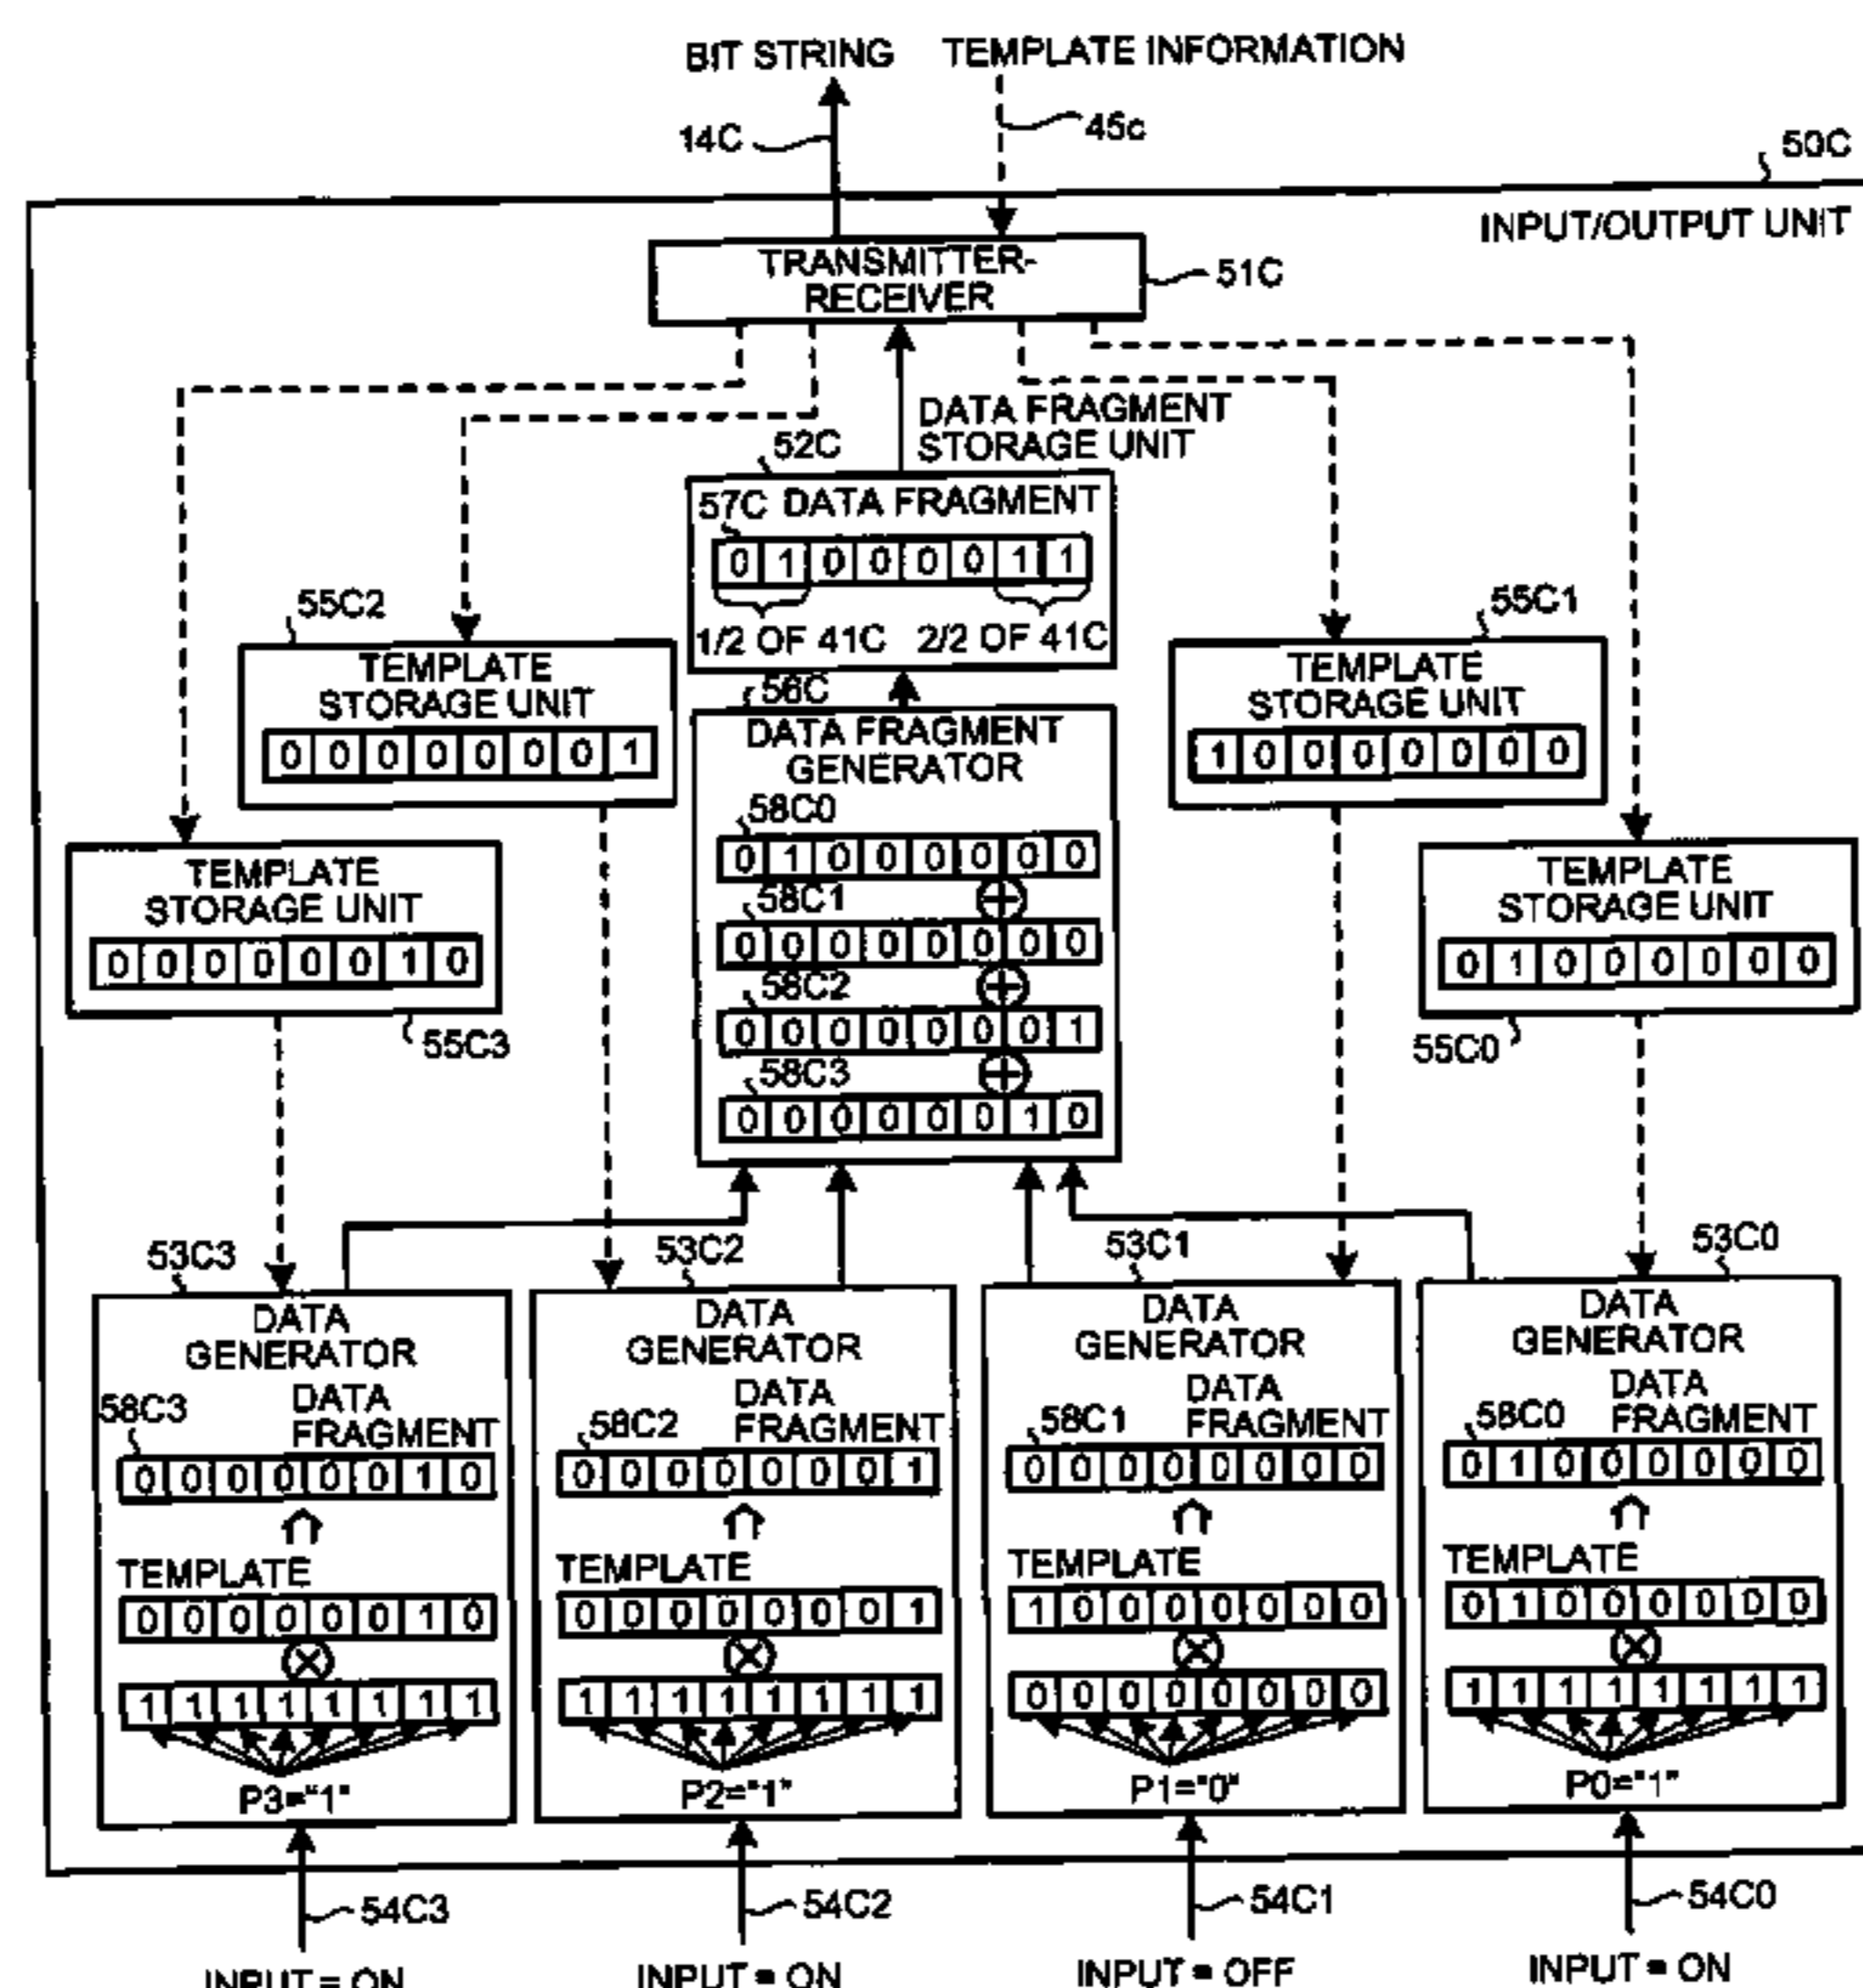 BIT STRING TEMPLATE INFORMATION
14C 45c
50C
INPUT/OUTPUT UNIT
TRANSMITTER-
RECEIVER
51C
DATA FRAGMENT
STORAGE UNIT
52C
57C DATA FRAGMENT
0 1 0 0 0 0 1 1
1/2 OF 41C 2/2 OF 41C
55C2
TEMPLATE
STORAGE UNIT
0 0 0 0 0 0 0 1
55C1
TEMPLATE
STORAGE UNIT
1 0 0 0 0 0 0 0
56C
DATA FRAGMENT
GENERATOR
58C0
0 1 0 0 0 0 0 0
58C1
0 0 0 0 0 0 0 0
58C2
0 0 0 0 0 0 0 1
58C3
0 0 0 0 0 0 1 0
TEMPLATE
STORAGE UNIT
0 0 0 0 0 0 1 0
55C3
TEMPLATE
STORAGE UNIT
0 1 0 0 0 0 0 0
55C0
53C3
DATA
GENERATOR
DATA
FRAGMENT
58C3
0 0 0 0 0 0 1 0
TEMPLATE
0 0 0 0 0 0 1 0
1 1 1 1 1 1 1 1
P3="1"
54C3
INPUT = ON
53C2
DATA
GENERATOR
DATA
FRAGMENT
58C2
0 0 0 0 0 0 0 1
TEMPLATE
0 0 0 0 0 0 0 1
1 1 1 1 1 1 1 1
P2="1"
54C2
INPUT = ON
53C1
DATA
GENERATOR
DATA
FRAGMENT
58C1
0 0 0 0 0 0 0 0
TEMPLATE
1 0 0 0 0 0 0 0
0 0 0 0 0 0 0 0
P1="0"
54C1
INPUT = OFF
53C0
DATA
GENERATOR
DATA
FRAGMENT
58C0
0 1 0 0 0 0 0 0
TEMPLATE
0 1 0 0 0 0 0 0
1 1 1 1 1 1 1 1
P0="1"
54C0
INPUT = ON